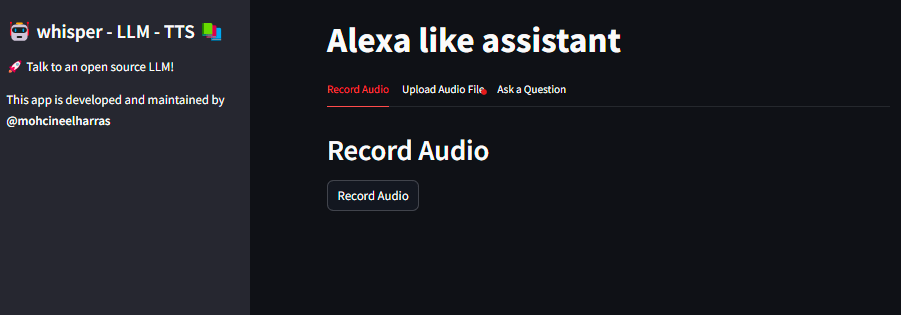 whisper - LLM - TTS
Talk to an open source LLM!
This app is developed and maintained by
@mohcineelharras
Alexa like assistant
Record Audio
Upload Audio File
Ask a Question
Record Audio
Record Audio